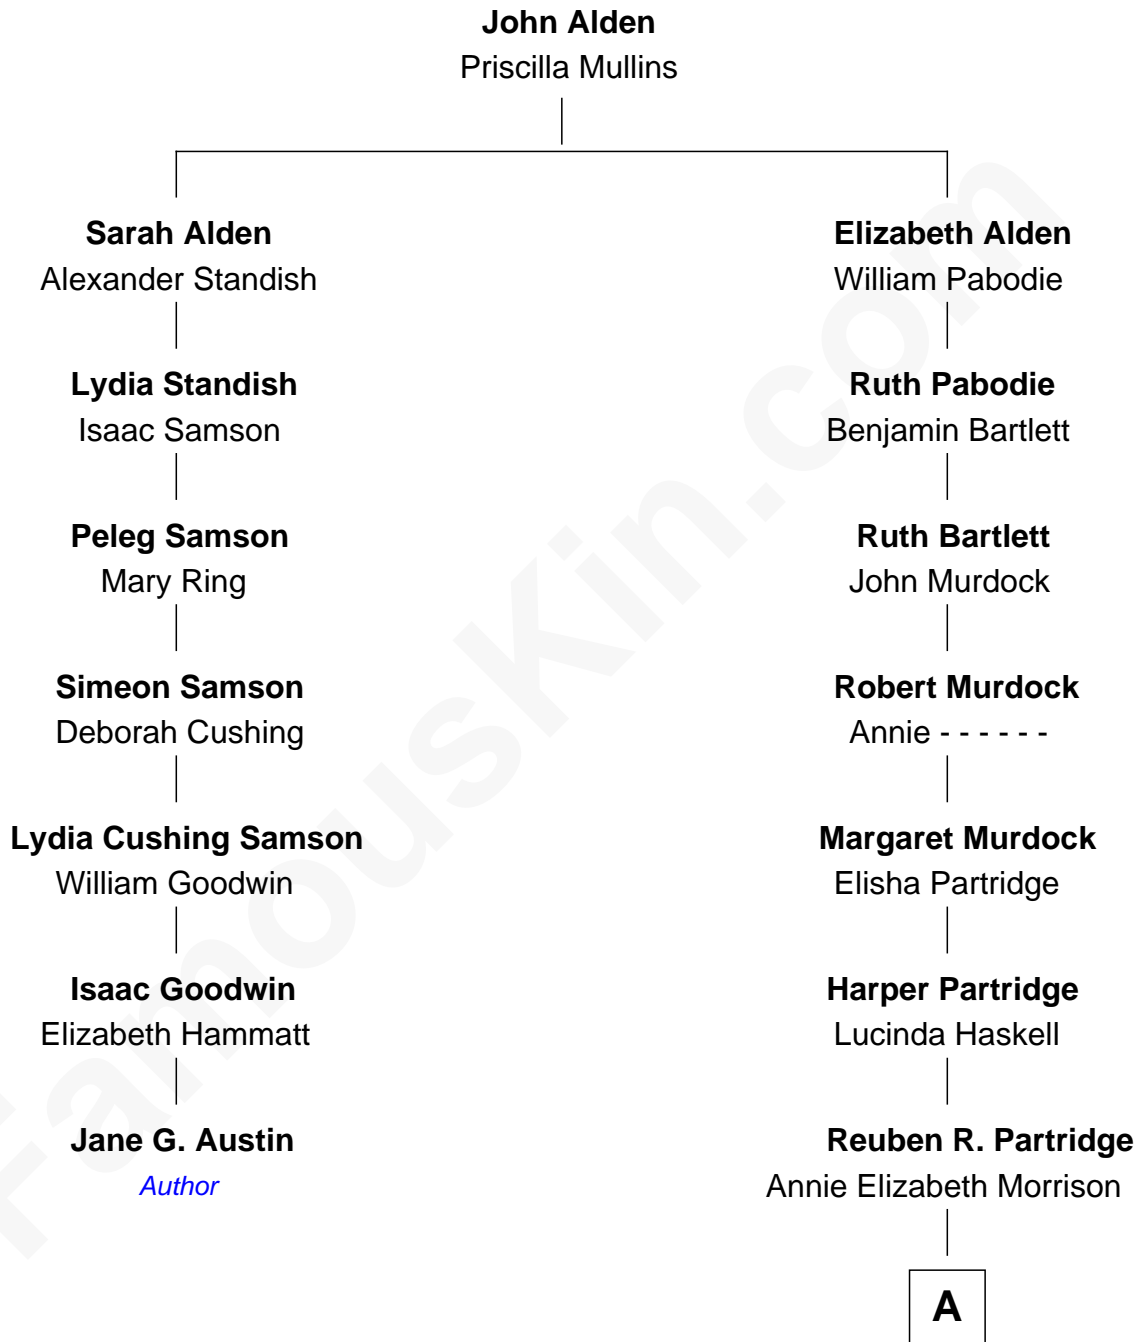 John Alden
Priscilla Mullins
Sarah Alden
Alexander Standish
Lydia Standish
Isaac Samson
Peleg Samson
Mary Ring
Simeon Samson
Deborah Cushing
Lydia Cushing Samson
William Goodwin
Isaac Goodwin
Elizabeth Hammatt
Jane G. Austin
Author
Elizabeth Alden
William Pabodie
Ruth Pabodie
Benjamin Bartlett
Ruth Bartlett
John Murdock
Robert Murdock
Annie - - - - - -
Margaret Murdock
Elisha Partridge
Harper Partridge
Lucinda Haskell
Reuben R. Partridge
Annie Elizabeth Morrison
A
FamousKin.com